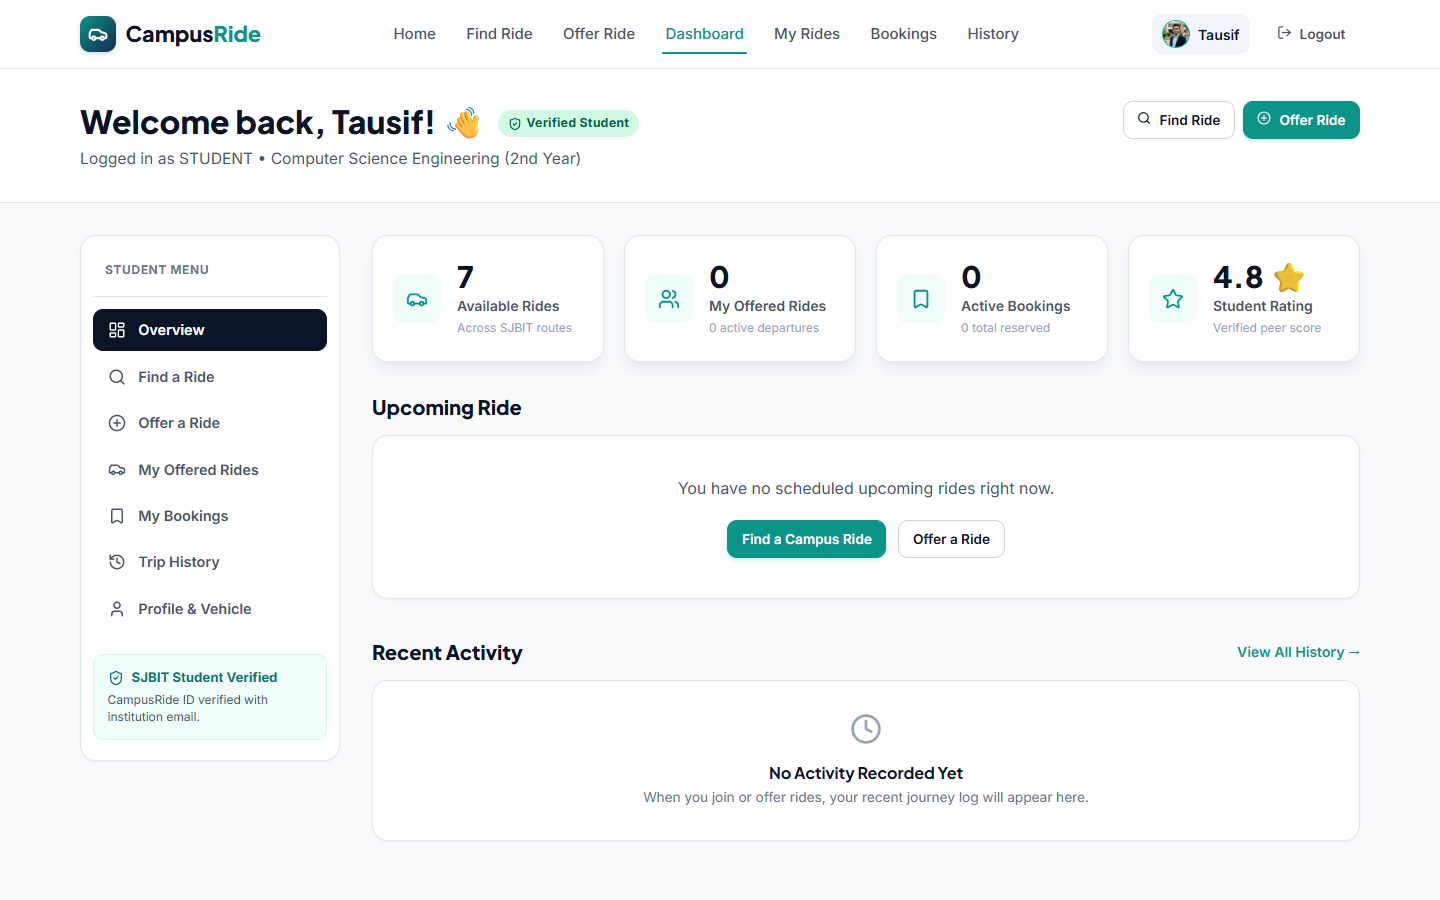 CampusRide
Home
Find Ride
Offer Ride
Dashboard
My Rides
Bookings
History
Tausif
Logout
Welcome back, Tausif! 👋
Verified Student
Logged in as STUDENT • Computer Science Engineering (2nd Year)
Find Ride
Offer Ride
STUDENT MENU
Overview
Find a Ride
Offer a Ride
My Offered Rides
My Bookings
Trip History
Profile & Vehicle
SJBIT Student Verified
CampusRide ID verified with
institution email.
7
Available Rides
Across SJBIT routes
0
My Offered Rides
0 active departures
0
Active Bookings
0 total reserved
4.8 ⭐
Student Rating
Verified peer score
Upcoming Ride
You have no scheduled upcoming rides right now.
Find a Campus Ride
Offer a Ride
Recent Activity
View All History →
No Activity Recorded Yet
When you join or offer rides, your recent journey log will appear here.